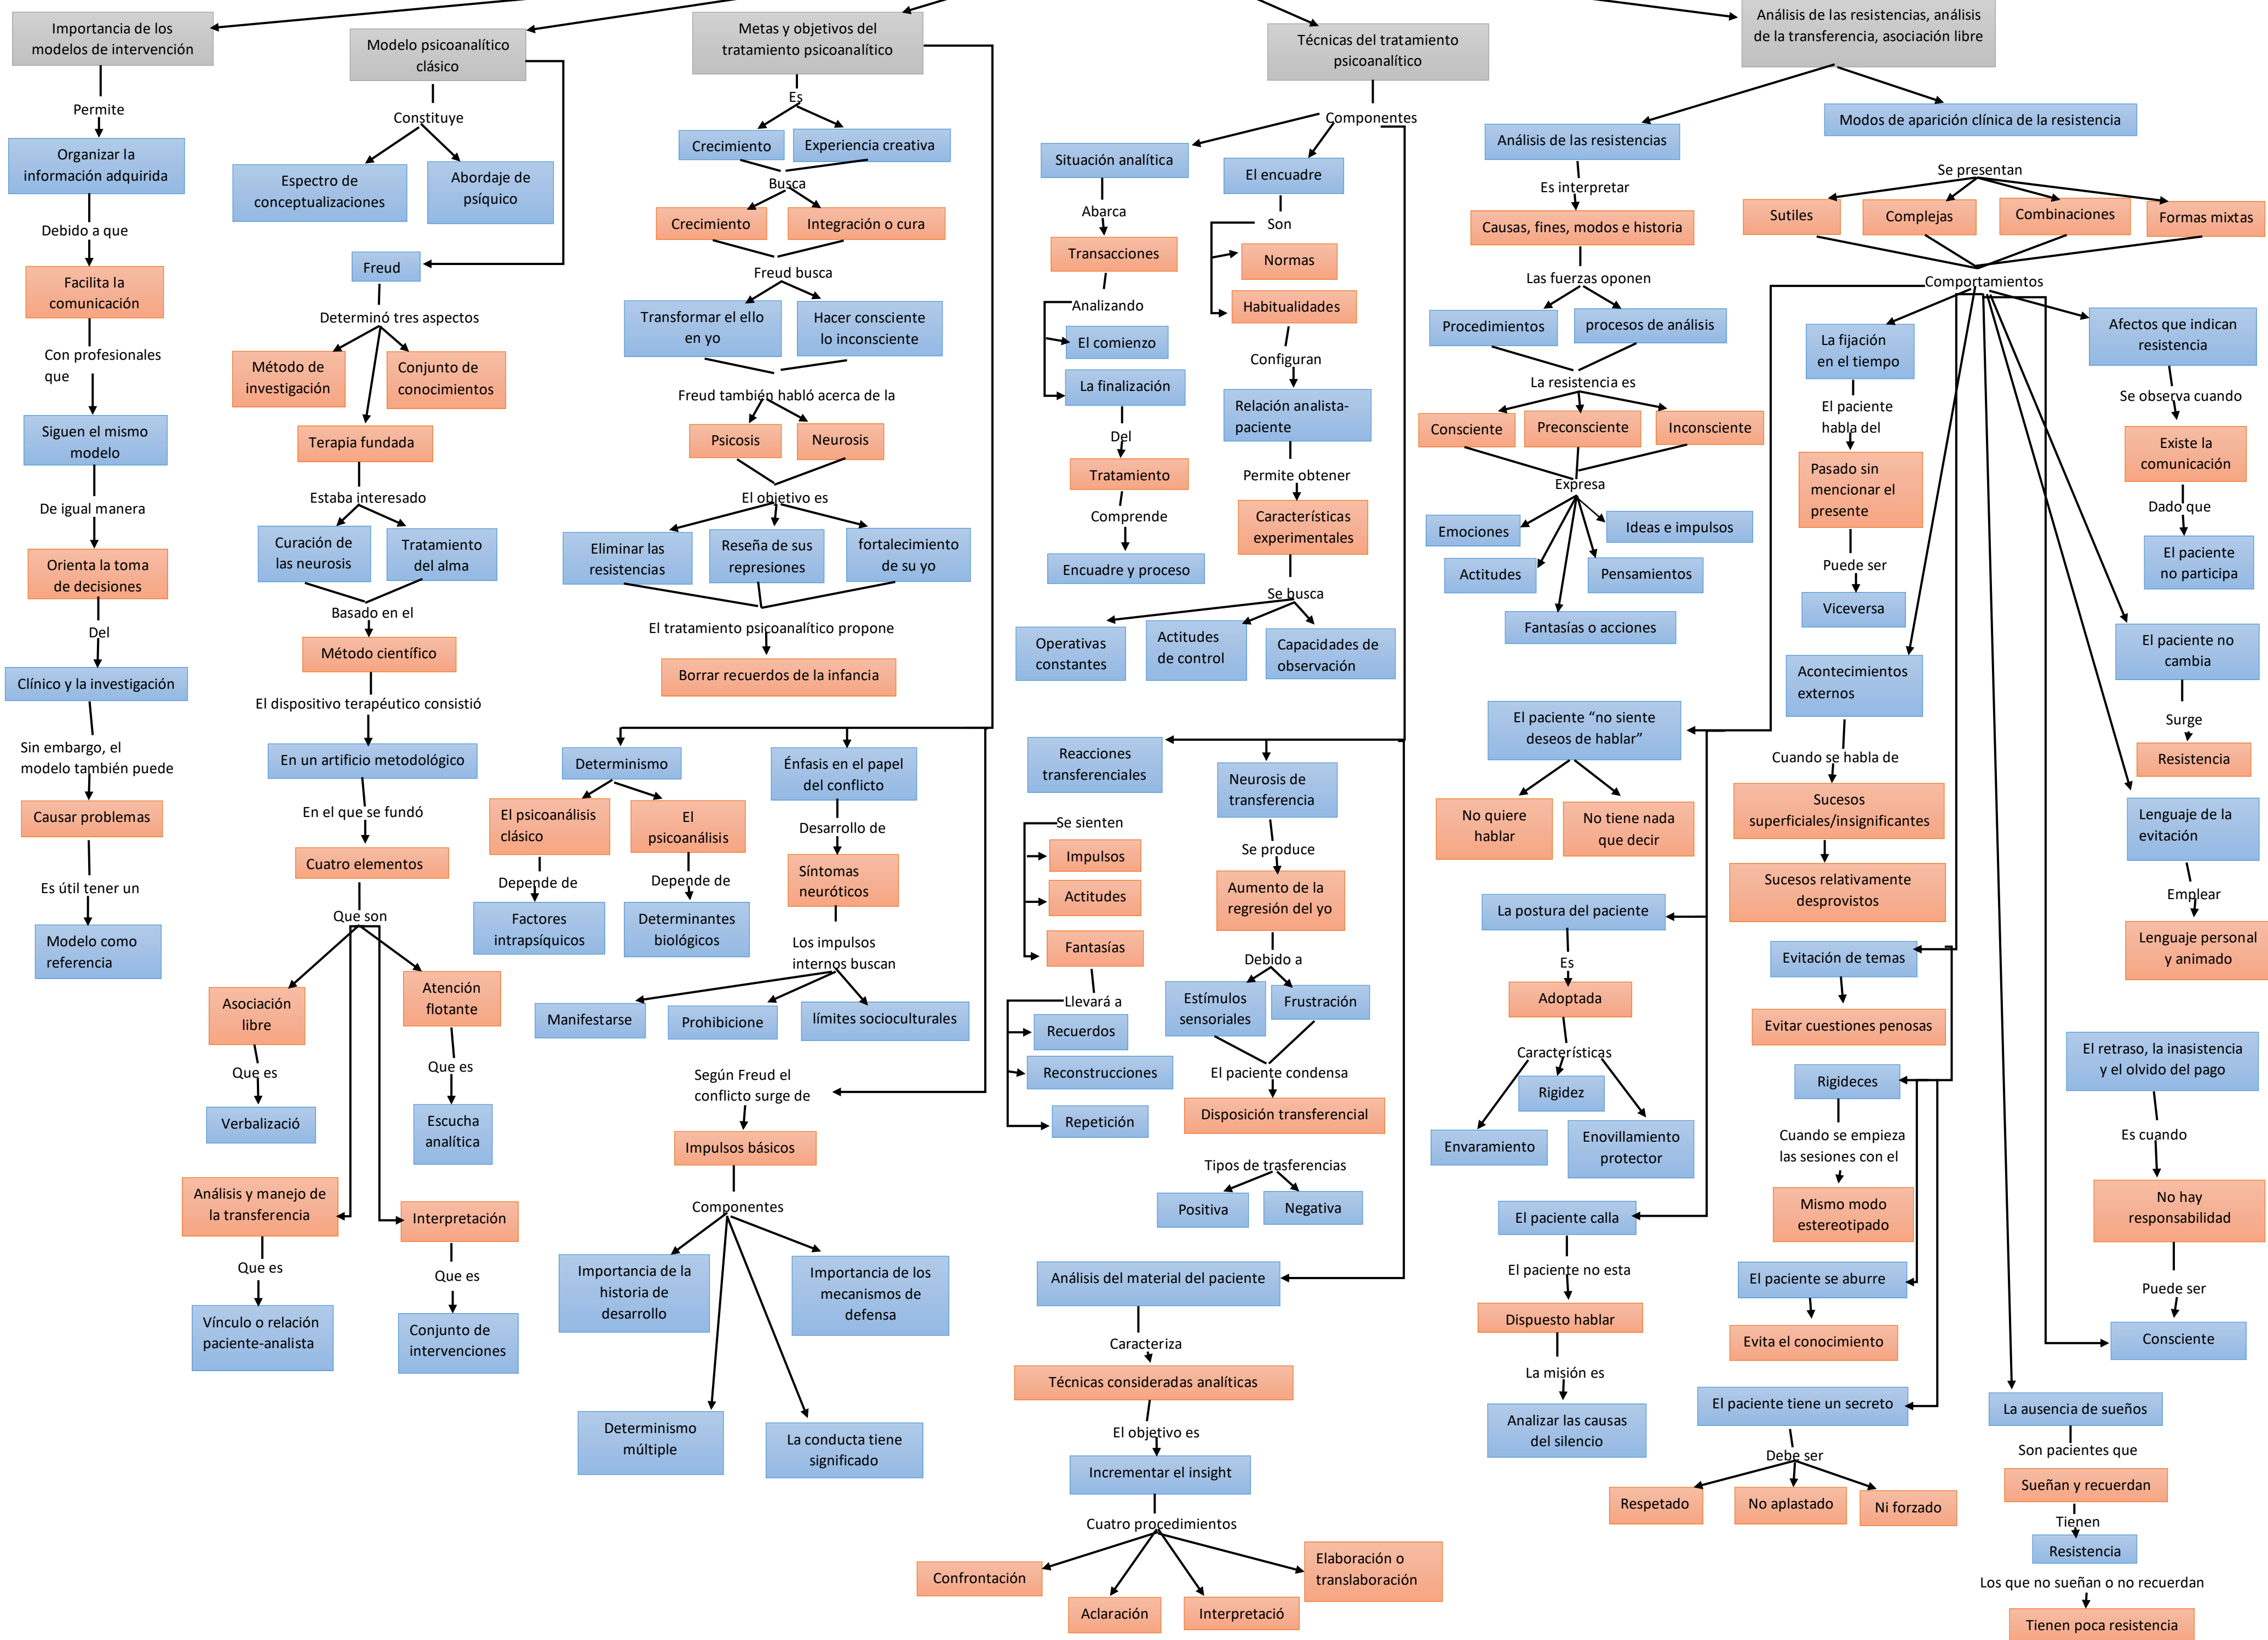 Importancia de los
modelos de intervención
Permite
Organizar la
información adquirida
Debido a que
Facilita la
comunicación
Con profesionales
que
Siguen el mismo
modelo
De igual manera
Orienta la toma
de decisiones
Del
Clínico y la investigación
Sin embargo, el
modelo también puede
Causar problemas
Es útil tener un
Modelo como
referencia
Modelo psicoanalítico
clásico
Constituye
Espectro de
conceptualizaciones
Abordaje de
psíquico
Freud
Determinó tres aspectos
Método de
investigación
Conjunto de
conocimientos
Terapia fundada
Estaba interesado
Curación de
las neurosis
Tratamiento
del alma
Basado en el
Método científico
El dispositivo terapéutico consistió
En un artificio metodológico
En el que se fundó
Cuatro elementos
Que son
Asociación
libre
Que es
Verbalizació
Atención
flotante
Que es
Escucha
analítica
Análisis y manejo de
la transferencia
Que es
Vínculo o relación
paciente-analista
Interpretación
Que es
Conjunto de
intervenciones
Metas y objetivos del
tratamiento psicoanalítico
Es
Crecimiento
Experiencia creativa
Busca
Crecimiento
Integración o cura
Freud busca
Transformar el ello
en yo
Hacer consciente
lo inconsciente
Freud también habló acerca de la
Psicosis
Neurosis
El objetivo es
Eliminar las
resistencias
Reseña de sus
represiones
fortalecimiento
de su yo
El tratamiento psicoanalítico propone
Borrar recuerdos de la infancia
Determinismo
El psicoanálisis
clásico
Depende de
Factores
intrapsíquicos
El
psicoanálisis
Depende de
Determinantes
biológicos
Énfasis en el papel
del conflicto
Desarrollo de
Síntomas
neuróticos
Los impulsos
internos buscan
Manifestarse
Prohibicione
límites socioculturales
Según Freud el
conflicto surge de
Impulsos básicos
Componentes
Importancia de la
historia de
desarrollo
Importancia de los
mecanismos de
defensa
Determinismo
múltiple
La conducta tiene
significado
Técnicas del tratamiento
psicoanalítico
Componentes
Situación analítica
Abarca
Transacciones
Analizando
El comienzo
La finalización
Del
Tratamiento
Comprende
Encuadre y proceso
El encuadre
Son
Normas
Habitualidades
Configuran
Relación analista-
paciente
Permite obtener
Características
experimentales
Se busca
Operativas
constantes
Actitudes
de control
Capacidades de
observación
Reacciones
transferenciales
Se sienten
Impulsos
Actitudes
Fantasías
Llevará a
Recuerdos
Reconstrucciones
Repetición
Neurosis de
transferencia
Se produce
Aumento de la
regresión del yo
Debido a
Estímulos
sensoriales
Frustración
El paciente condensa
Disposición transferencial
Tipos de trasferencias
Positiva
Negativa
Análisis del material del paciente
Caracteriza
Técnicas consideradas analíticas
El objetivo es
Incrementar el insight
Cuatro procedimientos
Confrontación
Aclaración
Interpretació
Elaboración o
translaboración
Análisis de las resistencias, análisis
de la transferencia, asociación libre
Análisis de las resistencias
Es interpretar
Causas, fines, modos e historia
Las fuerzas oponen
Procedimientos
procesos de análisis
La resistencia es
Consciente
Preconsciente
Inconsciente
Expresa
Emociones
Ideas e impulsos
Actitudes
Pensamientos
Fantasías o acciones
Modos de aparición clínica de la resistencia
Se presentan
Sutiles
Complejas
Combinaciones
Formas mixtas
Comportamientos
El paciente “no siente
deseos de hablar”
No quiere
hablar
No tiene nada
que decir
La postura del paciente
Es
Adoptada
Características
Envaramiento
Rigidez
Enovillamiento
protector
El paciente calla
El paciente no esta
Dispuesto hablar
La misión es
Analizar las causas
del silencio
La fijación
en el tiempo
El paciente
habla del
Pasado sin
mencionar el
presente
Puede ser
Viceversa
Acontecimientos
externos
Cuando se habla de
Sucesos
superficiales/insignificantes
Sucesos relativamente
desprovistos
Evitación de temas
Evitar cuestiones penosas
Rigideces
Cuando se empieza
las sesiones con el
Mismo modo
estereotipado
El paciente se aburre
Evita el conocimiento
El paciente tiene un secreto
Debe ser
Respetado
No aplastado
Ni forzado
Afectos que indican
resistencia
Se observa cuando
Existe la
comunicación
Dado que
El paciente
no participa
El paciente no
cambia
Surge
Resistencia
Lenguaje de la
evitación
Emplear
Lenguaje personal
y animado
El retraso, la inasistencia
y el olvido del pago
Es cuando
No hay
responsabilidad
Puede ser
Consciente
La ausencia de sueños
Son pacientes que
Sueñan y recuerdan
Tienen
Resistencia
Los que no sueñan o no recuerdan
Tienen poca resistencia